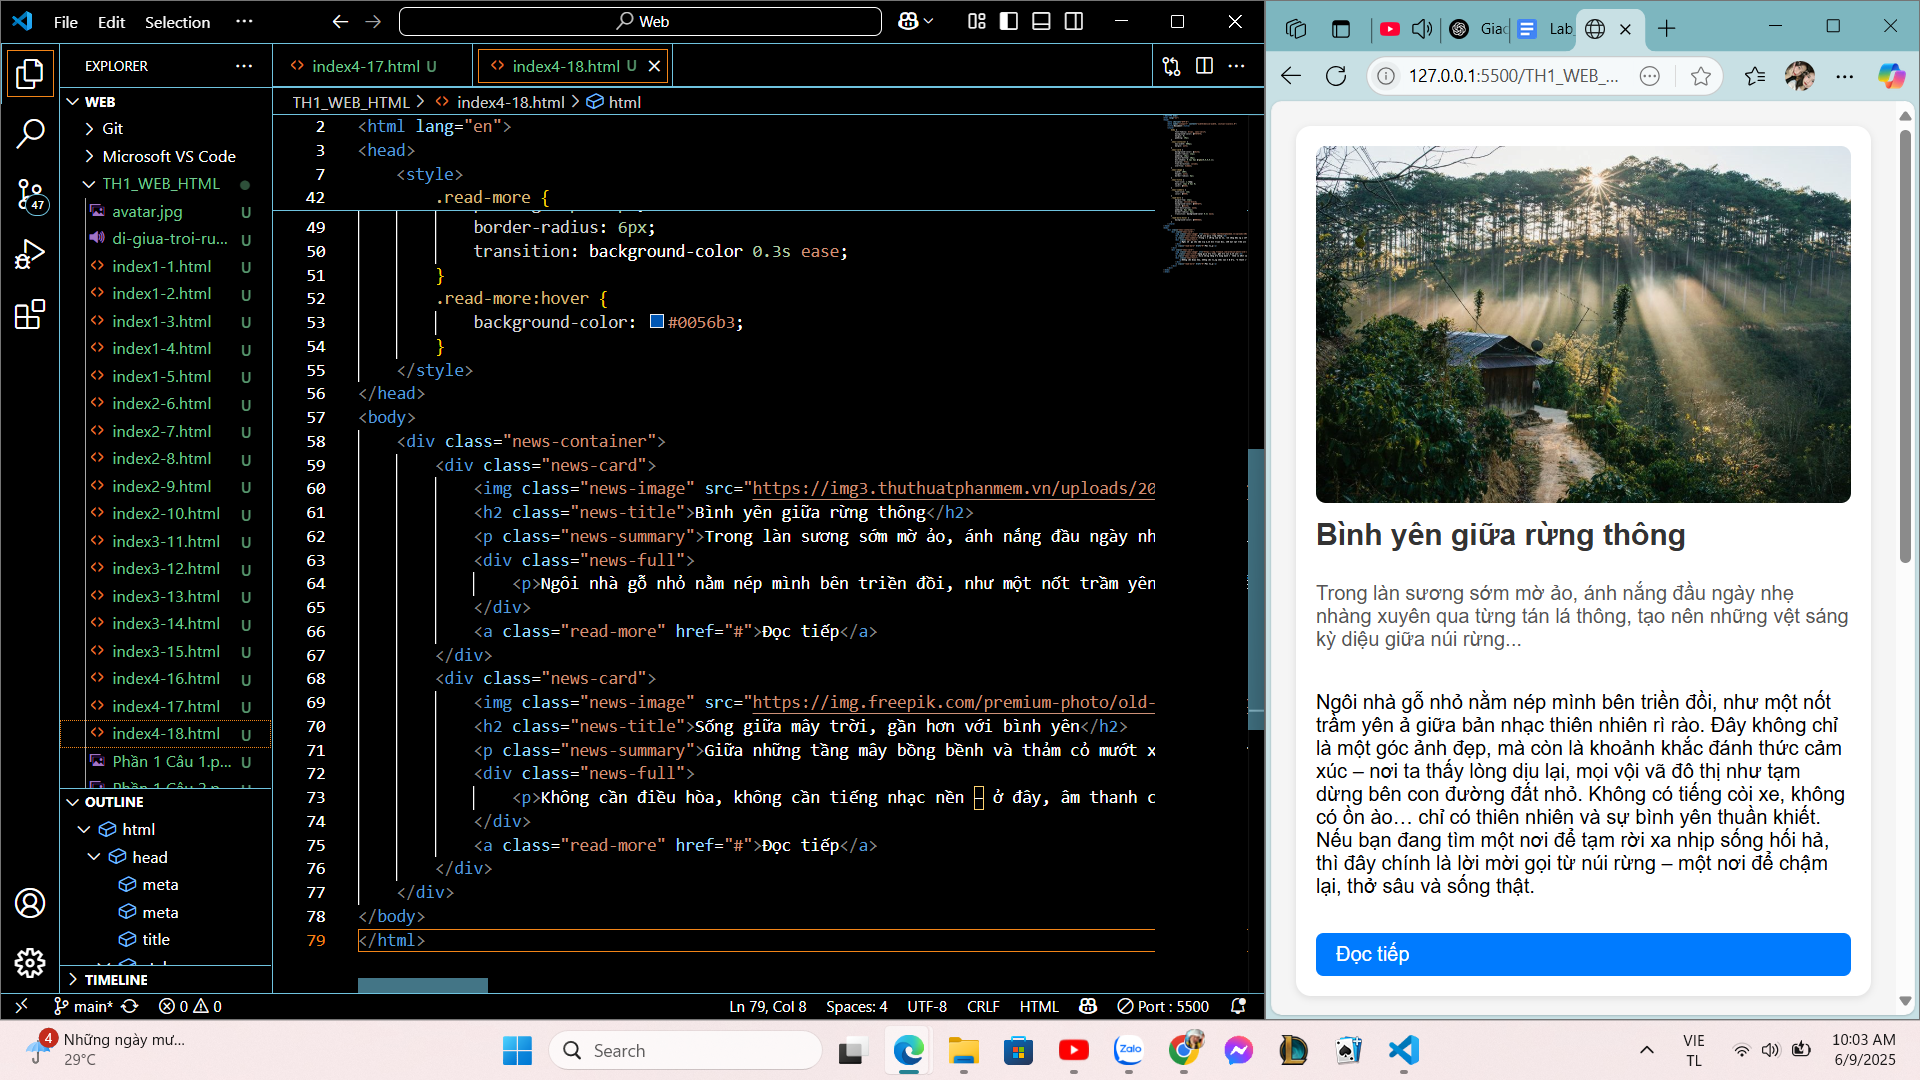 File Edit Selection ···
Web
EXPLORER ···
WEB
Git
Microsoft VS Code
TH1_WEB_HTML
avatar.jpg U
di-giua-troi-ru... U
index1-1.html U
index1-2.html U
index1-3.html U
index1-4.html U
index1-5.html U
index2-6.html U
index2-7.html U
index2-8.html U
index2-9.html U
index2-10.html U
index3-11.html U
index3-12.html U
index3-13.html U
index3-14.html U
index3-15.html U
index4-16.html U
index4-17.html U
index4-18.html U
Phần 1 Câu 1.p... U
OUTLINE
html
head
meta
meta
title
TIMELINE
47
index4-17.html U
index4-18.html U
TH1_WEB_HTML > index4-18.html > html
2 <html lang="en">
3 <head>
7 <style>
42 .read-more {
49 border-radius: 6px;
50 transition: background-color 0.3s ease;
51 }
52 .read-more:hover {
53 background-color: #0056b3;
54 }
55 </style>
56 </head>
57 <body>
58 <div class="news-container">
59 <div class="news-card">
60 <img class="news-image" src="https://img3.thuthuatphanmem.vn/uploads/20
61 <h2 class="news-title">Bình yên giữa rừng thông</h2>
62 <p class="news-summary">Trong làn sương sớm mờ ảo, ánh nắng đầu ngày nh
63 <div class="news-full">
64 <p>Ngôi nhà gỗ nhỏ nằm nép mình bên triền đồi, như một nốt trầm yên
65 </div>
66 <a class="read-more" href="#">Đọc tiếp</a>
67 </div>
68 <div class="news-card">
69 <img class="news-image" src="https://img.freepik.com/premium-photo/old-
70 <h2 class="news-title">Sống giữa mây trời, gần hơn với bình yên</h2>
71 <p class="news-summary">Giữa những tầng mây bồng bềnh và thảm cỏ mướt x
72 <div class="news-full">
73 <p>Không cần điều hòa, không cần tiếng nhạc nền – ở đây, âm thanh c
74 </div>
75 <a class="read-more" href="#">Đọc tiếp</a>
76 </div>
77 </div>
78 </body>
79 </html>
main* 0 0
Ln 79, Col 8 Spaces: 4 UTF-8 CRLF HTML Port : 5500
Giac
Lab
127.0.0.1:5500/TH1_WEB_...
Bình yên giữa rừng thông
Trong làn sương sớm mờ ảo, ánh nắng đầu ngày nhẹ
nhàng xuyên qua từng tán lá thông, tạo nên những vệt sáng
kỳ diệu giữa núi rừng...
Ngôi nhà gỗ nhỏ nằm nép mình bên triền đồi, như một nốt
trầm yên ả giữa bản nhạc thiên nhiên rì rào. Đây không chỉ
là một góc ảnh đẹp, mà còn là khoảnh khắc đánh thức cảm
xúc – nơi ta thấy lòng dịu lại, mọi vội vã đô thị như tạm
dừng bên con đường đất nhỏ. Không có tiếng còi xe, không
có ồn ào… chỉ có thiên nhiên và sự bình yên thuần khiết.
Nếu bạn đang tìm một nơi để tạm rời xa nhịp sống hối hả,
thì đây chính là lời mời gọi từ núi rừng – một nơi để chậm
lại, thở sâu và sống thật.
Đọc tiếp
4
Những ngày mư...
29°C
Search
Zalo
VIE
TL
10:03 AM
6/9/2025